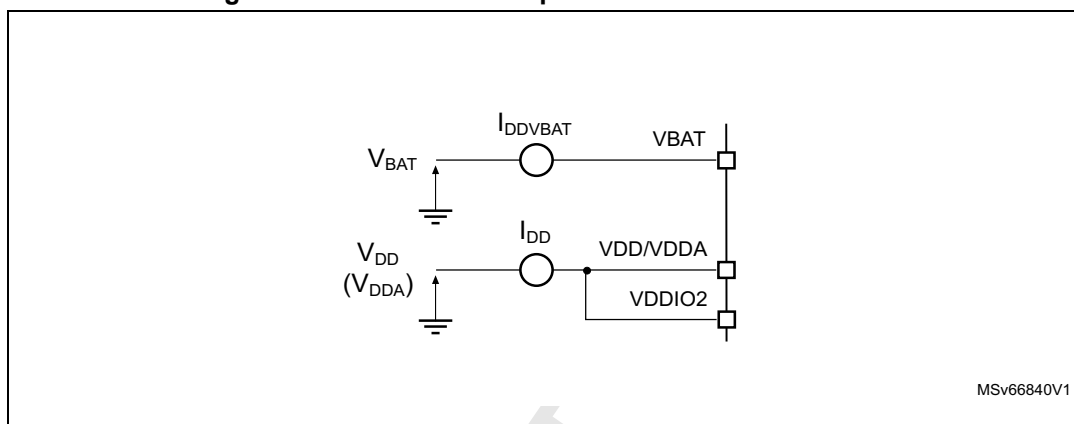 I_DDVBAT
VBAT
V_BAT
I_DD
VDD/VDDA
V_DD
(V_DDA)
VDDIO2
MSv66840V1